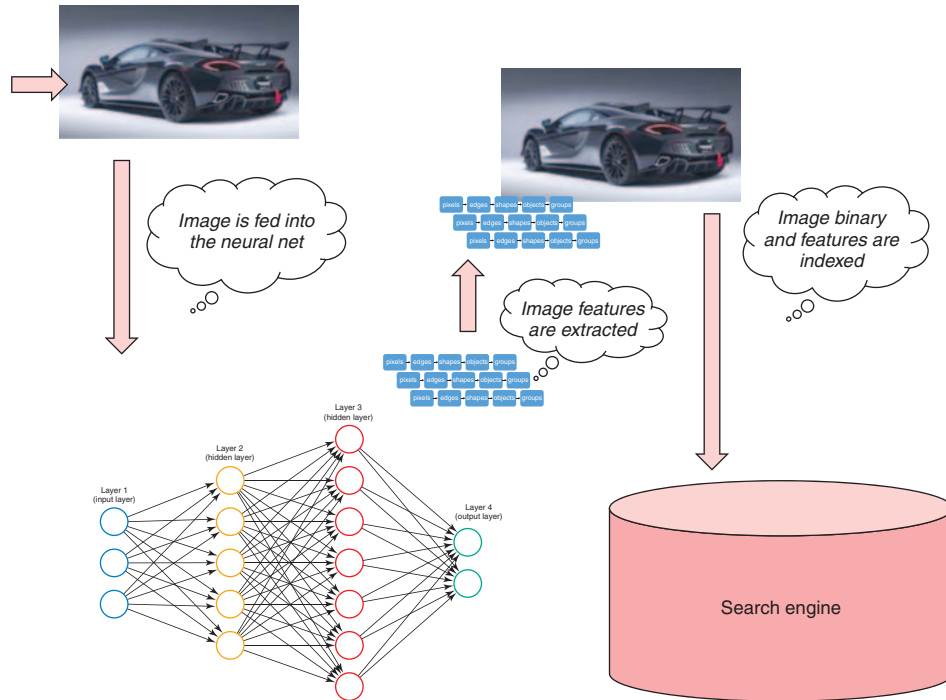 Image is fed into
the neural net
pixels edges shapes objects groups
pixels edges shapes objects groups
pixels edges shapes objects groups
Image binary
and features are
indexed
Image features
are extracted
pixels edges shapes objects groups
pixels edges shapes objects groups
pixels edges shapes objects groups
Layer 1
(input layer)
Layer 2
(hidden layer)
Layer 3
(hidden layer)
Layer 4
(output layer)
Search engine